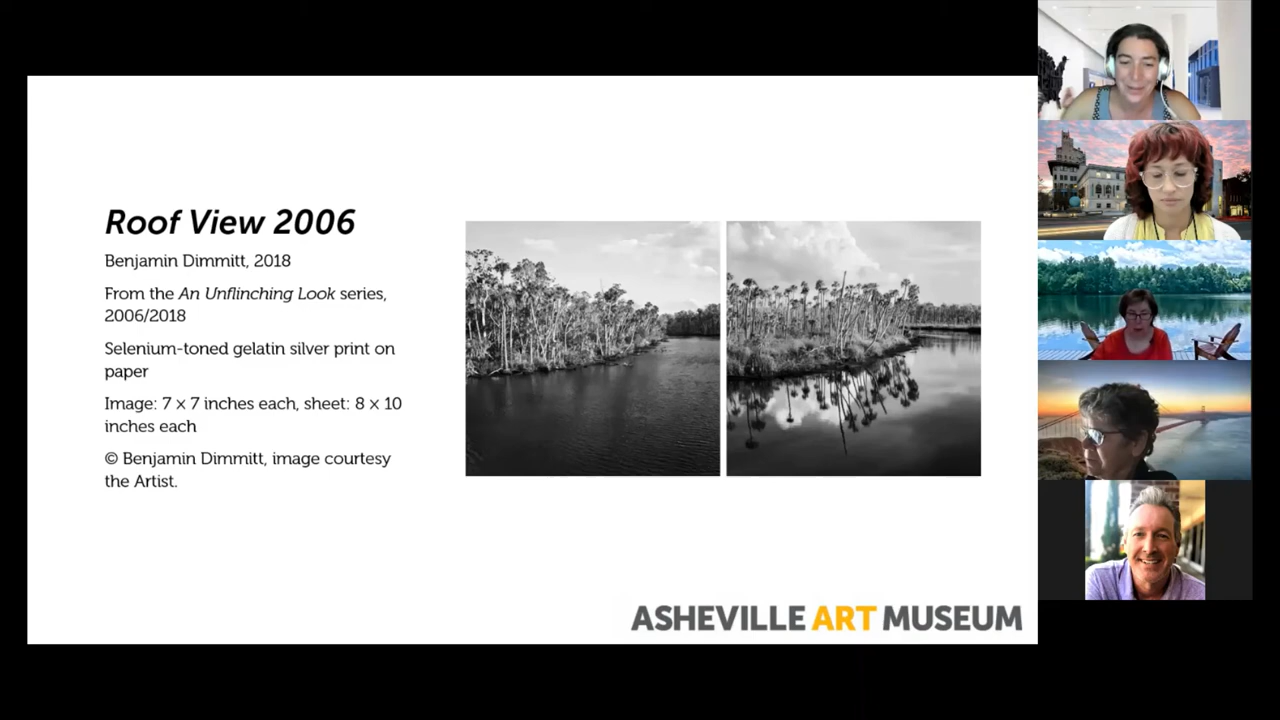 Roof View 2006
Benjamin Dimmitt, 2018
From the An Unflinching Look series,
2006/2018
Selenium-toned gelatin silver print on
paper
Image: 7 × 7 inches each, sheet: 8 × 10
inches each
© Benjamin Dimmitt, image courtesy
the Artist.
ASHEVILLE ART MUSEUM